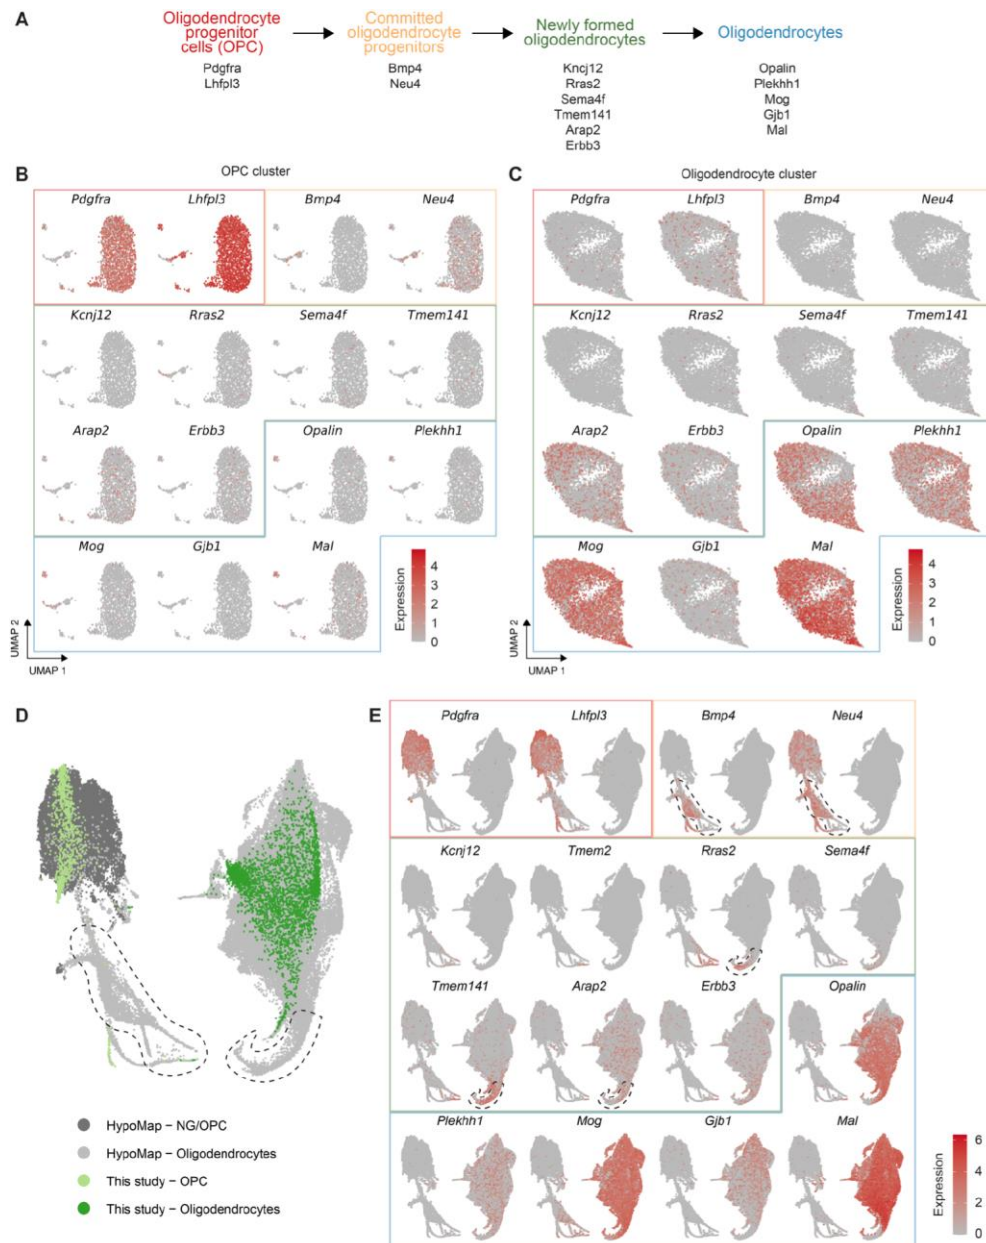 A
Oligodendrocyte
progenitor
cells (OPC)
Committed
oligodendrocyte
progenitors
Newly formed
oligodendrocytes
Oligodendrocytes
Pdgfra
Lhfpl3
Bmp4
Neu4
Kncj12
Rras2
Sema4f
Tmem141
Arap2
Erbb3
Opalin
Plekhh1
Mog
Gjb1
Mal
B
OPC cluster
Pdgfra Lhfpl3 Bmp4 Neu4
Kcnj12 Rras2 Sema4f Tmem141
Arap2 Erbb3 Opalin Plekhh1
Mog Gjb1 Mal
Expression
4
3
2
1
0
UMAP 2
UMAP 1
C
Oligodendrocyte cluster
Pdgfra Lhfpl3 Bmp4 Neu4
Kcnj12 Rras2 Sema4f Tmem141
Arap2 Erbb3 Opalin Plekhh1
Mog Gjb1 Mal
Expression
4
3
2
1
0
UMAP 2
UMAP 1
D
HypoMap – NG/OPC
HypoMap – Oligodendrocytes
This study – OPC
This study – Oligodendrocytes
E
Pdgfra Lhfpl3 Bmp4 Neu4
Kcnj12 Tmem2 Rras2 Sema4f
Tmem141 Arap2 Erbb3 Opalin
Plekhh1 Mog Gjb1 Mal
Expression
6
4
2
0